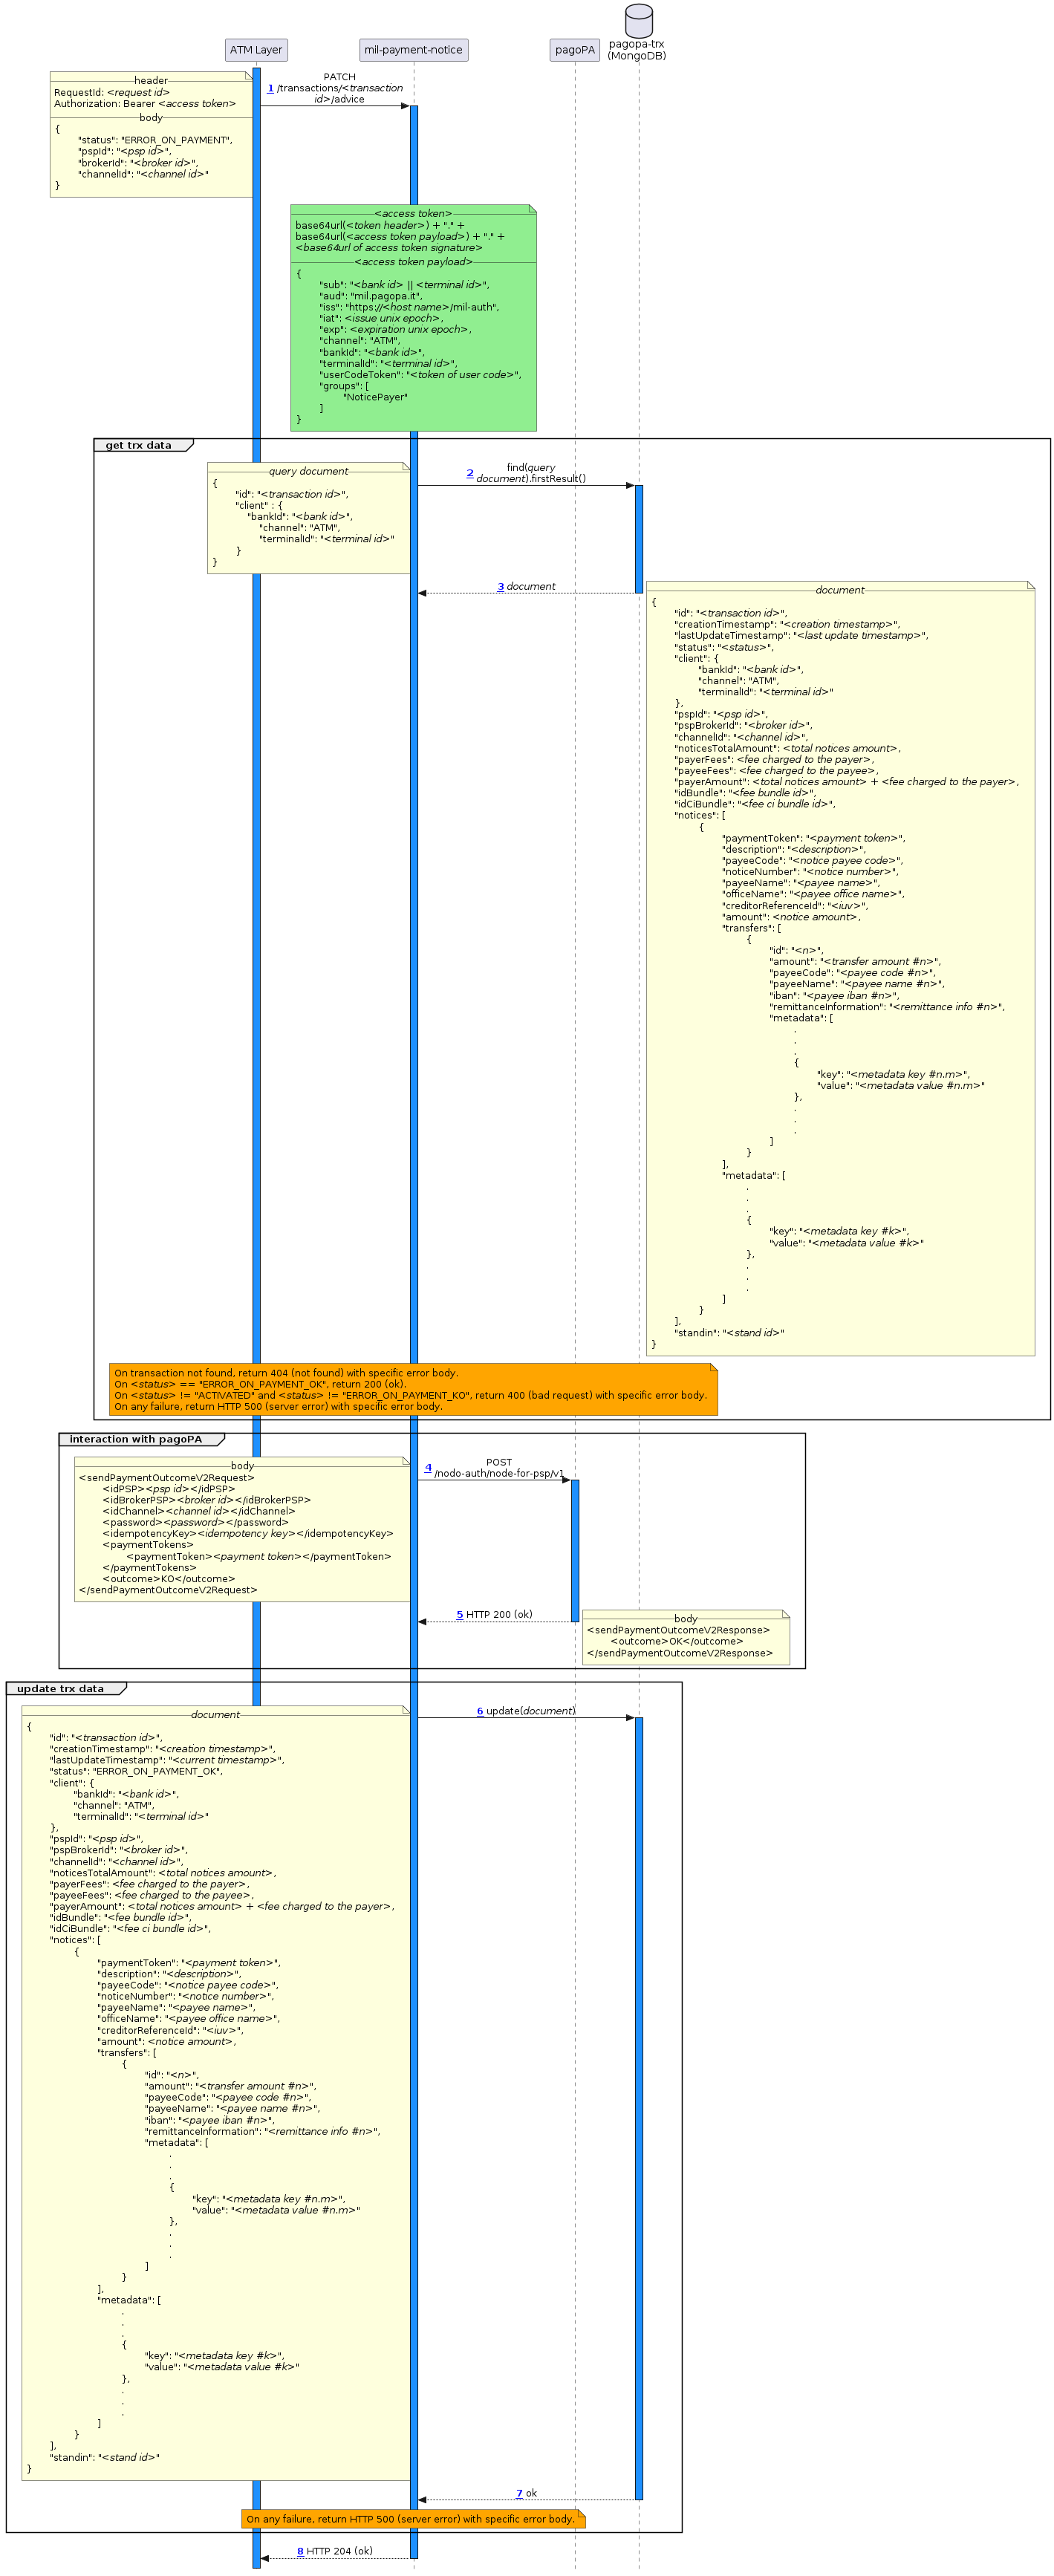 ATM Layer
mil-payment-notice
pagoPA
pagopa-trx
(MongoDB)
header
RequestId: <request id>
Authorization: Bearer <access token>
body
{
"status": "ERROR_ON_PAYMENT",
"pspId": "<psp id>",
"brokerId": "<broker id>",
"channelId": "<channel id>"
}
PATCH
1 /transactions/<transaction
id>/advice
<access token>
base64url(<token header>) + "." +
base64url(<access token payload>) + "." +
<base64url of access token signature>
<access token payload>
{
"sub": "<bank id> || <terminal id>",
"aud": "mil.pagopa.it",
"iss": "https://<host name>/mil-auth",
"iat": <issue unix epoch>,
"exp": <expiration unix epoch>,
"channel": "ATM",
"bankId": "<bank id>",
"terminalId": "<terminal id>",
"userCodeToken": "<token of user code>",
"groups": [
"NoticePayer"
]
}
get trx data
query document
{
"id": "<transaction id>",
"client" : {
"bankId": "<bank id>",
"channel": "ATM",
"terminalId": "<terminal id>"
}
}
find(query
2 document).firstResult()
3 document
document
{
"id": "<transaction id>",
"creationTimestamp": "<creation timestamp>",
"lastUpdateTimestamp": "<last update timestamp>",
"status": "<status>",
"client": {
"bankId": "<bank id>",
"channel": "ATM",
"terminalId": "<terminal id>"
},
"pspId": "<psp id>",
"pspBrokerId": "<broker id>",
"channelId": "<channel id>",
"noticesTotalAmount": <total notices amount>,
"payerFees": <fee charged to the payer>,
"payeeFees": <fee charged to the payee>,
"payerAmount": <total notices amount> + <fee charged to the payer>,
"idBundle": "<fee bundle id>",
"idCiBundle": "<fee ci bundle id>",
"notices": [
{
"paymentToken": "<payment token>",
"description": "<description>",
"payeeCode": "<notice payee code>",
"noticeNumber": "<notice number>",
"payeeName": "<payee name>",
"officeName": "<payee office name>",
"creditorReferenceId": "<iuv>",
"amount": <notice amount>,
"transfers": [
{
"id": "<n>",
"amount": "<transfer amount #n>",
"payeeCode": "<payee code #n>",
"payeeName": "<payee name #n>",
"iban": "<payee iban #n>",
"remittanceInformation": "<remittance info #n>",
"metadata": [
.
.
.
{
"key": "<metadata key #n.m>",
"value": "<metadata value #n.m>"
},
.
.
.
]
}
],
"metadata": [
.
.
.
{
"key": "<metadata key #k>",
"value": "<metadata value #k>"
},
.
.
.
]
}
],
"standin": "<stand id>"
}
On transaction not found, return 404 (not found) with specific error body.
On <status> == "ERROR_ON_PAYMENT_OK", return 200 (ok).
On <status> != "ACTIVATED" and <status> != "ERROR_ON_PAYMENT_KO", return 400 (bad request) with specific error body.
On any failure, return HTTP 500 (server error) with specific error body.
interaction with pagoPA
body
<sendPaymentOutcomeV2Request>
<idPSP><psp id></idPSP>
<idBrokerPSP><broker id></idBrokerPSP>
<idChannel><channel id></idChannel>
<password><password></password>
<idempotencyKey><idempotency key></idempotencyKey>
<paymentTokens>
<paymentToken><payment token></paymentToken>
</paymentTokens>
<outcome>KO</outcome>
</sendPaymentOutcomeV2Request>
POST
4 /nodo-auth/node-for-psp/v1
5 HTTP 200 (ok)
body
<sendPaymentOutcomeV2Response>
<outcome>OK</outcome>
</sendPaymentOutcomeV2Response>
update trx data
document
{
"id": "<transaction id>",
"creationTimestamp": "<creation timestamp>",
"lastUpdateTimestamp": "<current timestamp>",
"status": "ERROR_ON_PAYMENT_OK",
"client": {
"bankId": "<bank id>",
"channel": "ATM",
"terminalId": "<terminal id>"
},
"pspId": "<psp id>",
"pspBrokerId": "<broker id>",
"channelId": "<channel id>",
"noticesTotalAmount": <total notices amount>,
"payerFees": <fee charged to the payer>,
"payeeFees": <fee charged to the payee>,
"payerAmount": <total notices amount> + <fee charged to the payer>,
"idBundle": "<fee bundle id>",
"idCiBundle": "<fee ci bundle id>",
"notices": [
{
"paymentToken": "<payment token>",
"description": "<description>",
"payeeCode": "<notice payee code>",
"noticeNumber": "<notice number>",
"payeeName": "<payee name>",
"officeName": "<payee office name>",
"creditorReferenceId": "<iuv>",
"amount": <notice amount>,
"transfers": [
{
"id": "<n>",
"amount": "<transfer amount #n>",
"payeeCode": "<payee code #n>",
"payeeName": "<payee name #n>",
"iban": "<payee iban #n>",
"remittanceInformation": "<remittance info #n>",
"metadata": [
.
.
.
{
"key": "<metadata key #n.m>",
"value": "<metadata value #n.m>"
},
.
.
.
]
}
],
"metadata": [
.
.
.
{
"key": "<metadata key #k>",
"value": "<metadata value #k>"
},
.
.
.
]
}
],
"standin": "<stand id>"
}
6 update(document)
7 ok
On any failure, return HTTP 500 (server error) with specific error body.
8 HTTP 204 (ok)